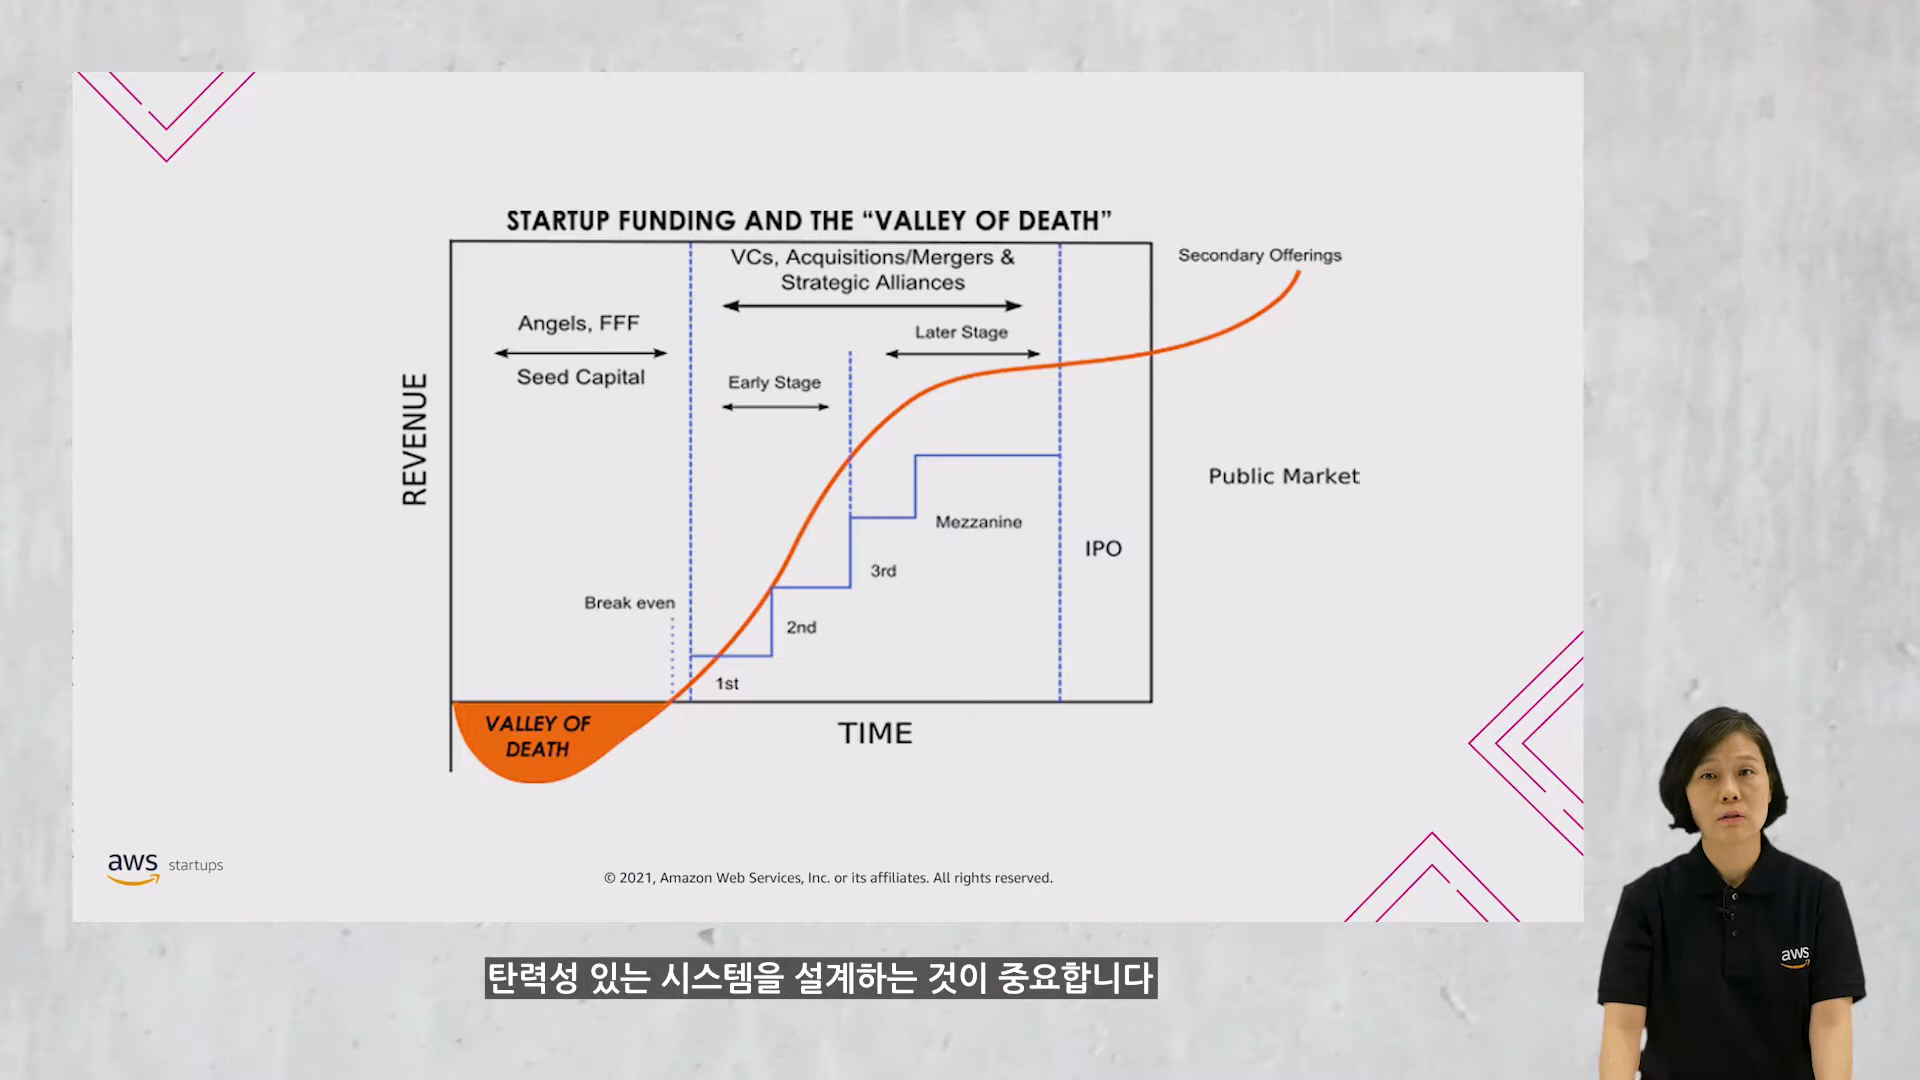 STARTUP FUNDING AND THE “VALLEY OF DEATH”
VCs, Acquisitions/Mergers &
Strategic Alliances
Secondary Offerings
Angels, FFF
Seed Capital
Later Stage
Early Stage
REVENUE
Public Market
Mezzanine
IPO
3rd
Break even
2nd
1st
VALLEY OF
DEATH
TIME
aws startups
© 2021, Amazon Web Services, Inc. or its affiliates. All rights reserved.
aws
탄력성 있는 시스템을 설계하는 것이 중요합니다